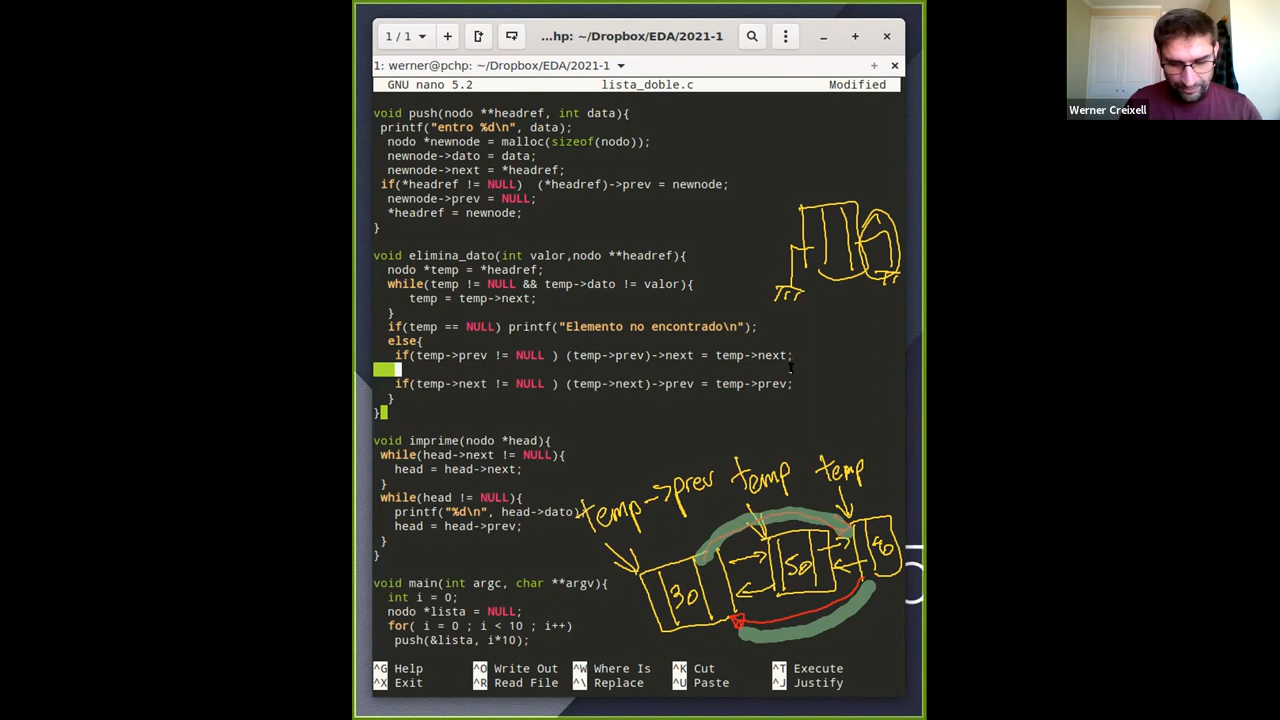 1 / 1
...hp: ~/Dropbox/EDA/2021-1
1: werner@pchp: ~/Dropbox/EDA/2021-1
GNU nano 5.2 lista_doble.c Modified
void push(nodo **headref, int data){
printf("entro %d\n", data);
nodo *newnode = malloc(sizeof(nodo));
newnode->dato = data;
newnode->next = *headref;
if(*headref != NULL) (*headref)->prev = newnode;
newnode->prev = NULL;
*headref = newnode;
}
void elimina_dato(int valor,nodo **headref){
nodo *temp = *headref;
while(temp != NULL && temp->dato != valor){
temp = temp->next;
}
if(temp == NULL) printf("Elemento no encontrado\n");
else{
if(temp->prev != NULL ) (temp->prev)->next = temp->next;
if(temp->next != NULL ) (temp->next)->prev = temp->prev;
}
}
void imprime(nodo *head){
while(head->next != NULL){
head = head->next;
}
while(head != NULL){
printf("%d\n", head->dato)
head = head->prev;
}
}
void main(int argc, char **argv){
int i = 0;
nodo *lista = NULL;
for( i = 0 ; i < 10 ; i++)
push(&lista, i*10);
temp->prev temp temp
30 50
^G Help ^O Write Out ^W Where Is ^K Cut ^T Execute
^X Exit ^R Read File ^\ Replace ^U Paste ^J Justify
Werner Creixell